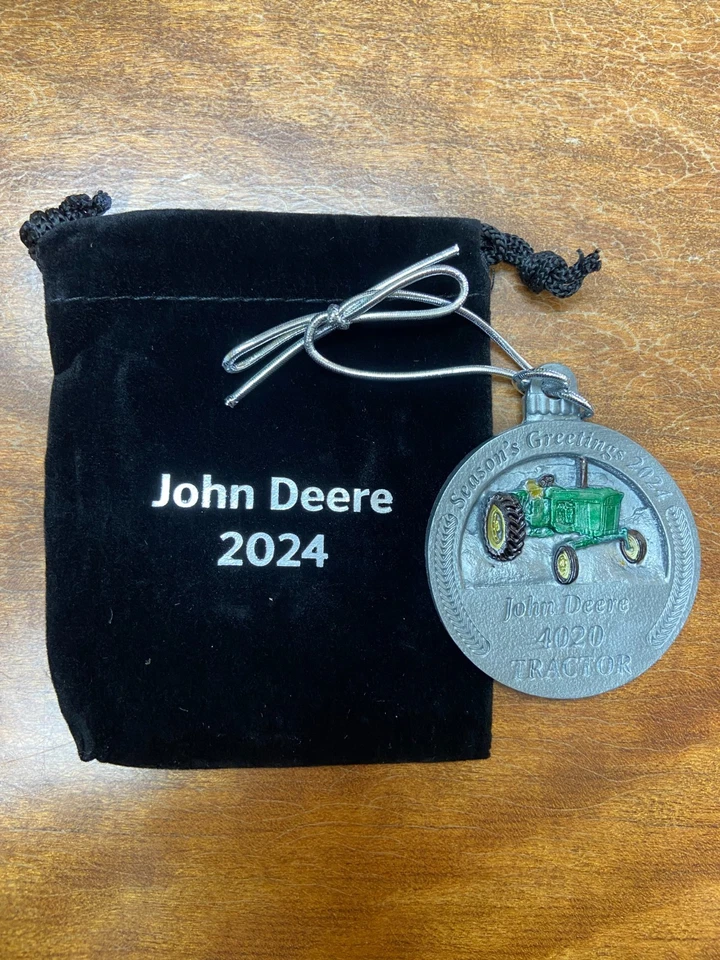 John Deere
2024
Season's Greetings 2024
John Deere
4020
TRACTOR